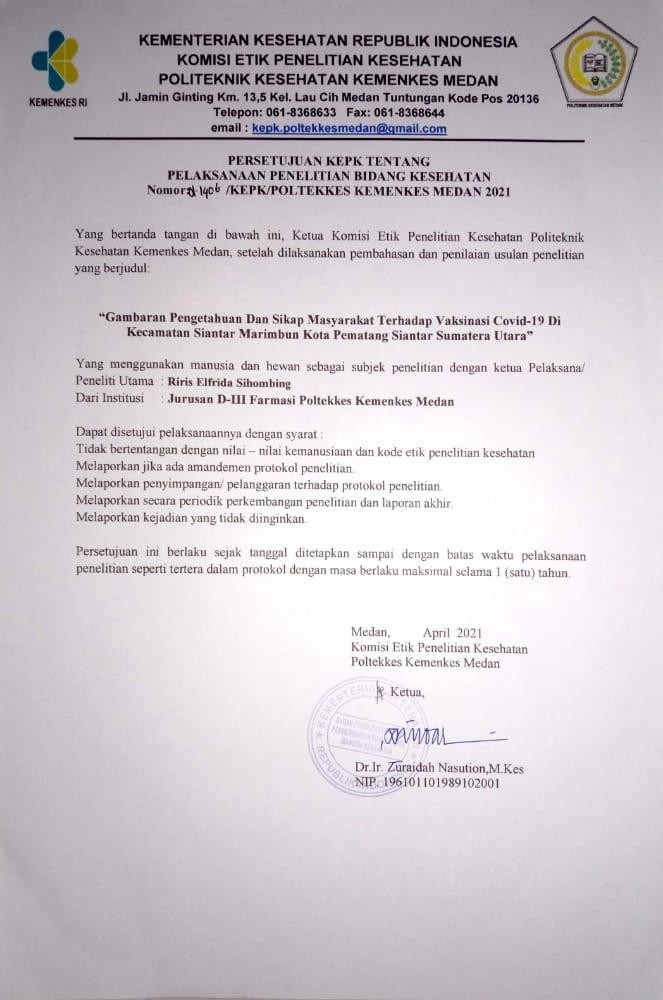 KEMENTERIAN KESEHATAN REPUBLIK INDONESIA
KOMISI ETIK PENELITIAN KESEHATAN
POLITEKNIK KESEHATAN KEMENKES MEDAN
KEMENKES RI
POLITEKNIK KESEHATAN MEDAN
Jl. Jamin Ginting Km. 13,5 Kel. Lau Cih Medan Tuntungan Kode Pos 20136
Telepon: 061-8368633 Fax: 061-8368644
email : kepk.poltekkesmedan@gmail.com
PERSETUJUAN KEPK TENTANG
PELAKSANAAN PENELITIAN BIDANG KESEHATAN
Nomor /KEPK/POLTEKKES KEMENKES MEDAN 2021
Yang bertanda tangan di bawah ini, Ketua Komisi Etik Penelitian Kesehatan Politeknik
Kesehatan Kemenkes Medan, setelah dilaksanakan pembahasan dan penilaian usulan penelitian
yang berjudul:
“Gambaran Pengetahuan Dan Sikap Masyarakat Terhadap Vaksinasi Covid-19 Di
Kecamatan Siantar Marimbun Kota Pematang Siantar Sumatera Utara”
Yang menggunakan manusia dan hewan sebagai subjek penelitian dengan ketua Pelaksana/
Peneliti Utama : Riris Elfrida Sihombing
Dari Institusi : Jurusan D-III Farmasi Poltekkes Kemenkes Medan
Dapat disetujui pelaksanaannya dengan syarat :
Tidak bertentangan dengan nilai – nilai kemanusiaan dan kode etik penelitian kesehatan
Melaporkan jika ada amandemen protokol penelitian.
Melaporkan penyimpangan/ pelanggaran terhadap protokol penelitian.
Melaporkan secara periodik perkembangan penelitian dan laporan akhir.
Melaporkan kejadian yang tidak diinginkan.
Persetujuan ini berlaku sejak tanggal ditetapkan sampai dengan batas waktu pelaksanaan
penelitian seperti tertera dalam protokol dengan masa berlaku maksimal selama 1 (satu) tahun.
Medan, April 2021
Komisi Etik Penelitian Kesehatan
Poltekkes Kemenkes Medan
Ketua,
Dr.Ir. Zuraidah Nasution,M.Kes
NIP. 196101101989102001